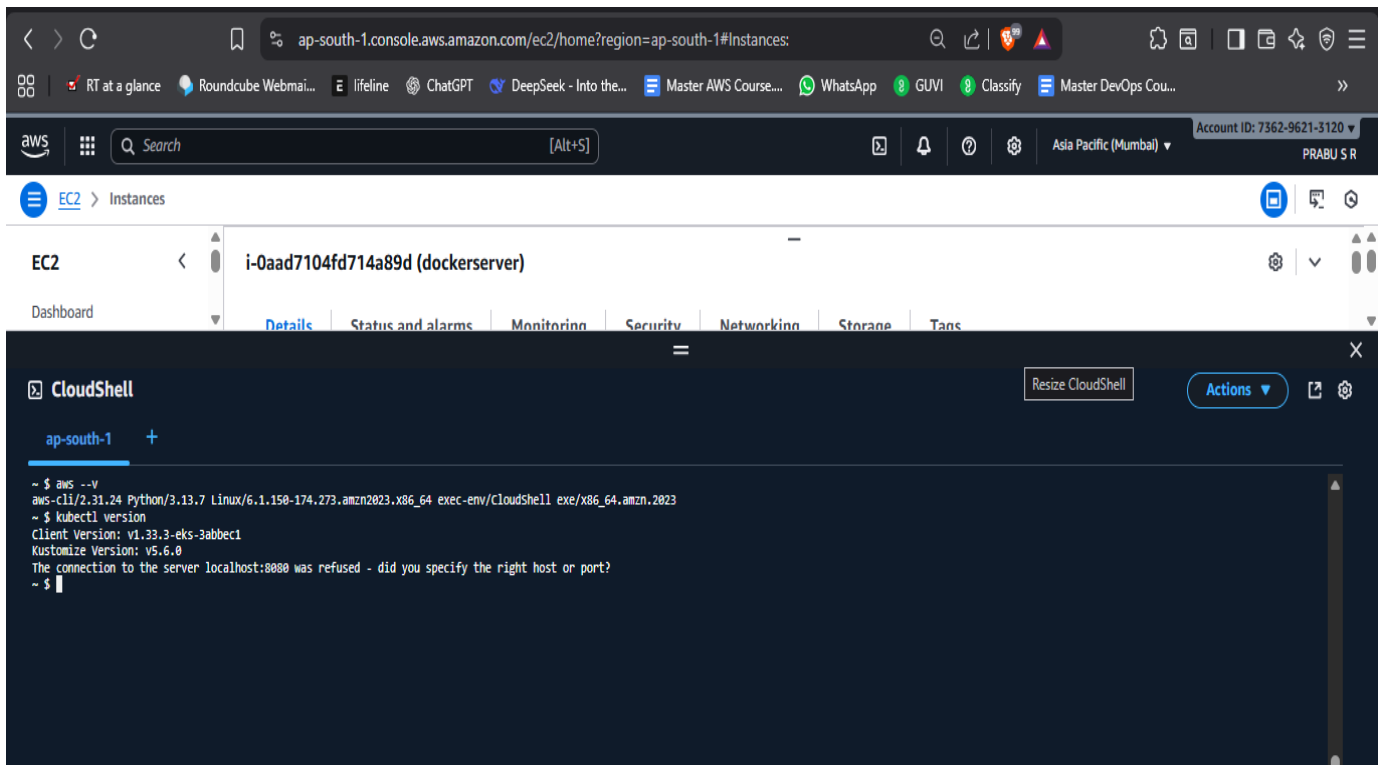 ap-south-1.console.aws.amazon.com/ec2/home?region=ap-south-1#Instances:
99
RT at a glance Roundcube Webmai... E lifeline ChatGPT DeepSeek - Into the... Master AWS Course.... WhatsApp 8 GUVI 8 Classify Master DevOps Cou... »
aws Search [Alt+S] Asia Pacific (Mumbai) ▼ Account ID: 7362-9621-3120 ▼
PRABU S R
EC2 > Instances
EC2 i-0aad7104fd714a89d (dockerserver)
Dashboard Details Status and alarms Monitoring Security Networking Storage Tags
CloudShell Resize CloudShell Actions ▼
ap-south-1 +
~ $ aws --v
aws-cli/2.31.24 Python/3.13.7 Linux/6.1.150-174.273.amzn2023.x86_64 exec-env/CloudShell exe/x86_64.amzn.2023
~ $ kubectl version
Client Version: v1.33.3-eks-3abbec1
Kustomize Version: v5.6.0
The connection to the server localhost:8080 was refused - did you specify the right host or port?
~ $